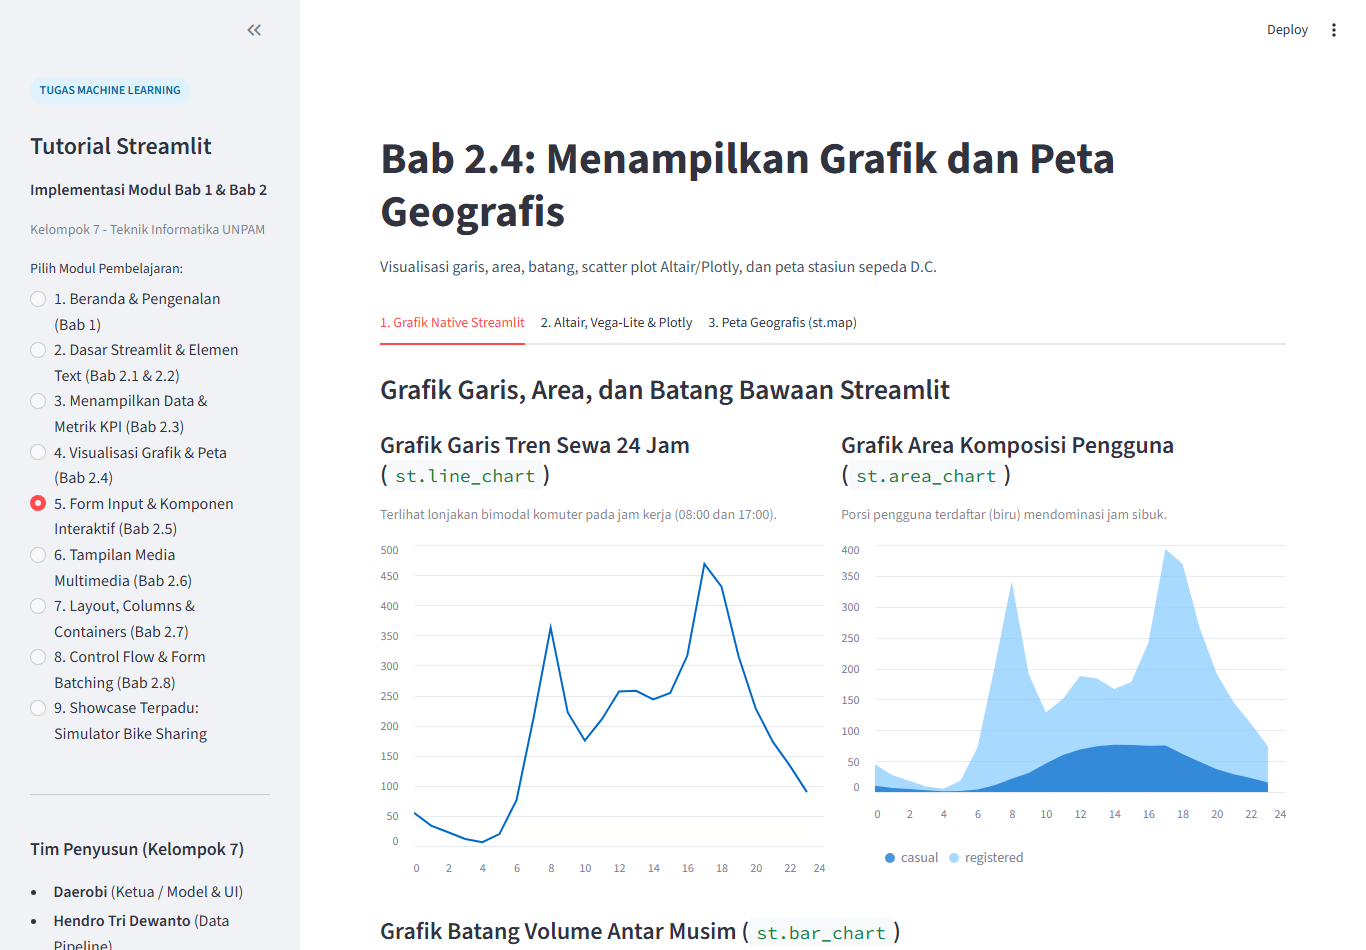 Deploy
TUGAS MACHINE LEARNING
Tutorial Streamlit
Implementasi Modul Bab 1 & Bab 2
Kelompok 7 - Teknik Informatika UNPAM
Pilih Modul Pembelajaran:
1. Beranda & Pengenalan
(Bab 1)
2. Dasar Streamlit & Elemen
Text (Bab 2.1 & 2.2)
3. Menampilkan Data &
Metrik KPI (Bab 2.3)
4. Visualisasi Grafik & Peta
(Bab 2.4)
5. Form Input & Komponen
Interaktif (Bab 2.5)
6. Tampilan Media
Multimedia (Bab 2.6)
7. Layout, Columns &
Containers (Bab 2.7)
8. Control Flow & Form
Batching (Bab 2.8)
9. Showcase Terpadu:
Simulator Bike Sharing
Tim Penyusun (Kelompok 7)
• Daerobi (Ketua / Model & UI)
• Hendro Tri Dewanto (Data
Pipeline)
Bab 2.4: Menampilkan Grafik dan Peta
Geografis
Visualisasi garis, area, batang, scatter plot Altair/Plotly, dan peta stasiun sepeda D.C.
1. Grafik Native Streamlit 2. Altair, Vega-Lite & Plotly 3. Peta Geografis (st.map)
Grafik Garis, Area, dan Batang Bawaan Streamlit
Grafik Garis Tren Sewa 24 Jam
( st.line_chart )
Terlihat lonjakan bimodal komuter pada jam kerja (08:00 dan 17:00).
500
450
400
350
300
250
200
150
100
50
0
0 2 4 6 8 10 12 14 16 18 20 22 24
Grafik Area Komposisi Pengguna
( st.area_chart )
Porsi pengguna terdaftar (biru) mendominasi jam sibuk.
400
350
300
250
200
150
100
50
0
0 2 4 6 8 10 12 14 16 18 20 22 24
casual registered
Grafik Batang Volume Antar Musim ( st.bar_chart )